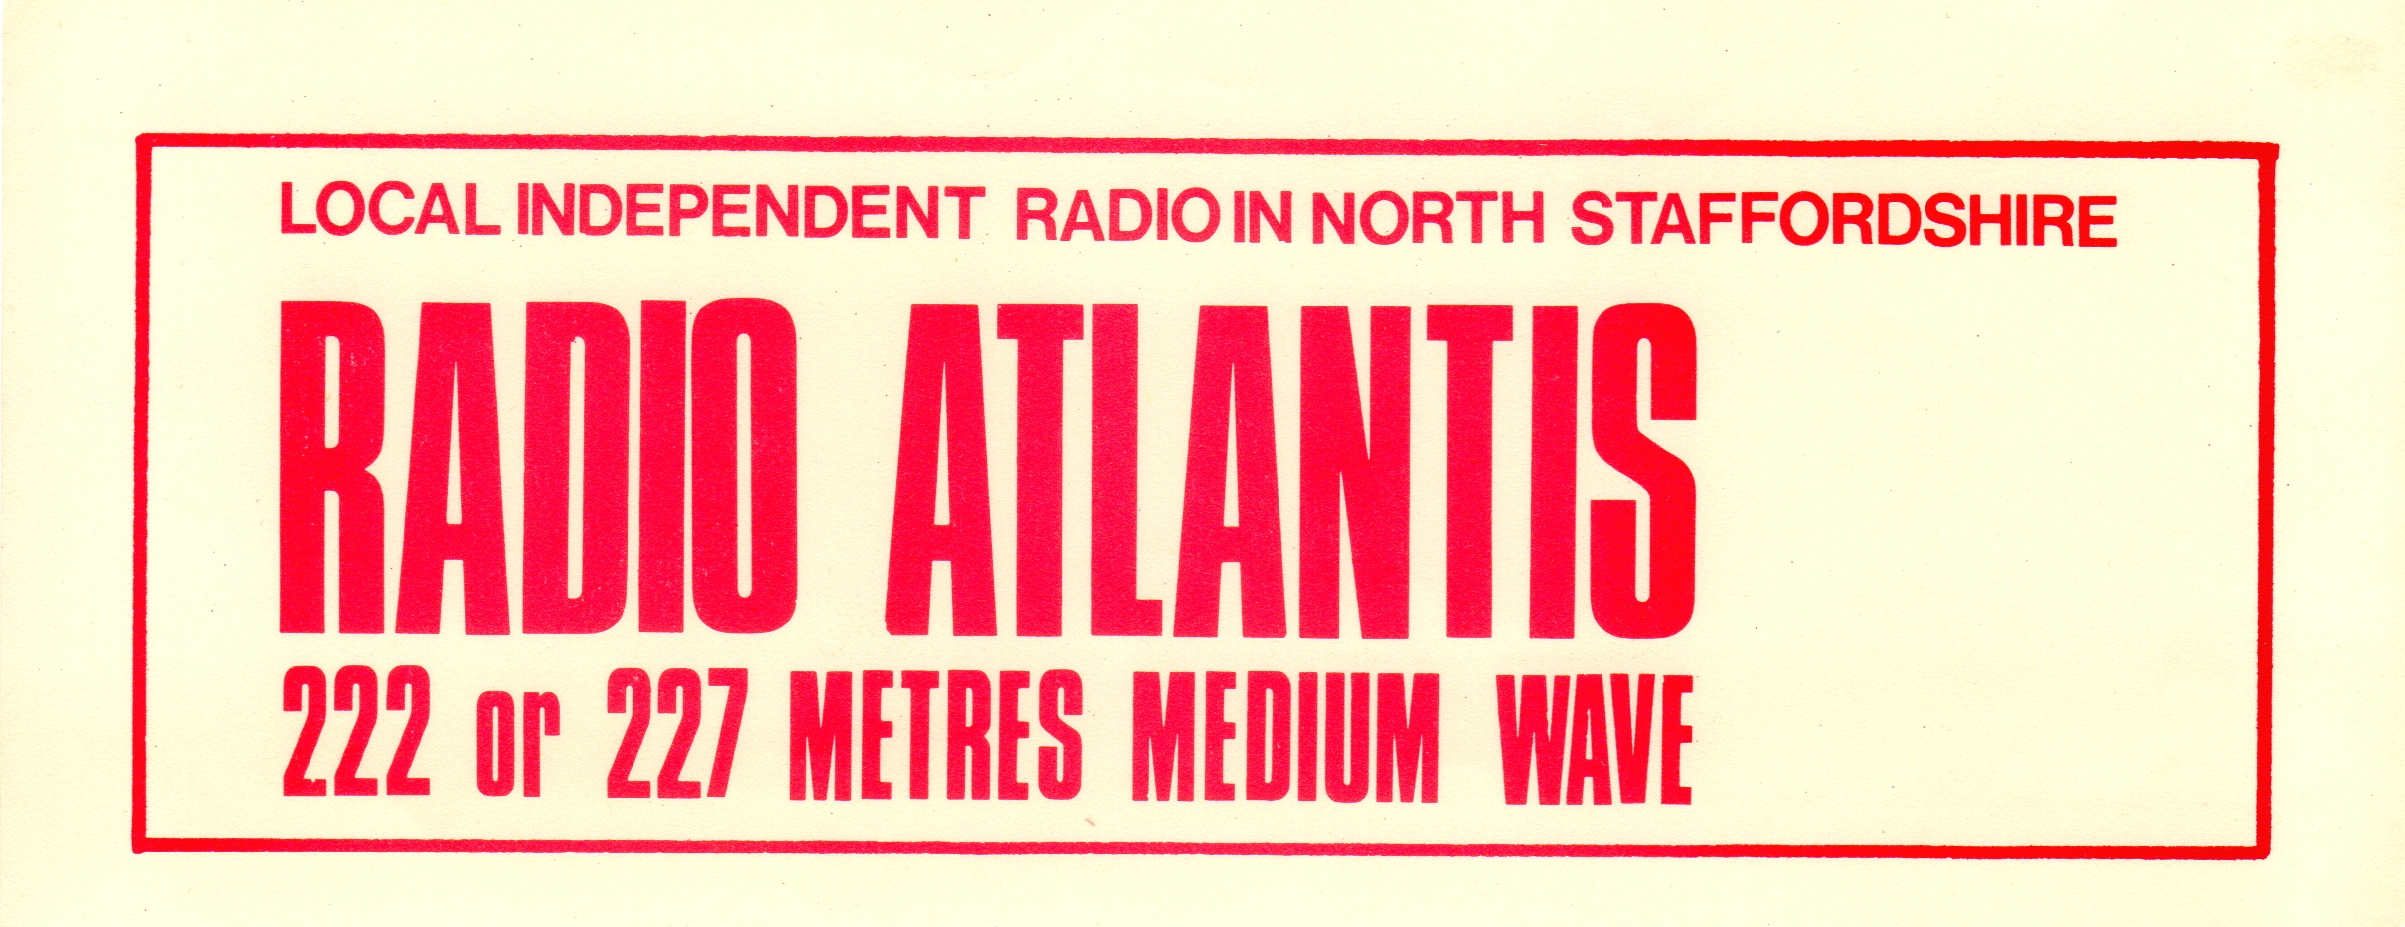 LOCAL INDEPENDENT RADIO IN NORTH STAFFORDSHIRE
RADIO ATLANTIS
222 or 227 METRES MEDIUM WAVE